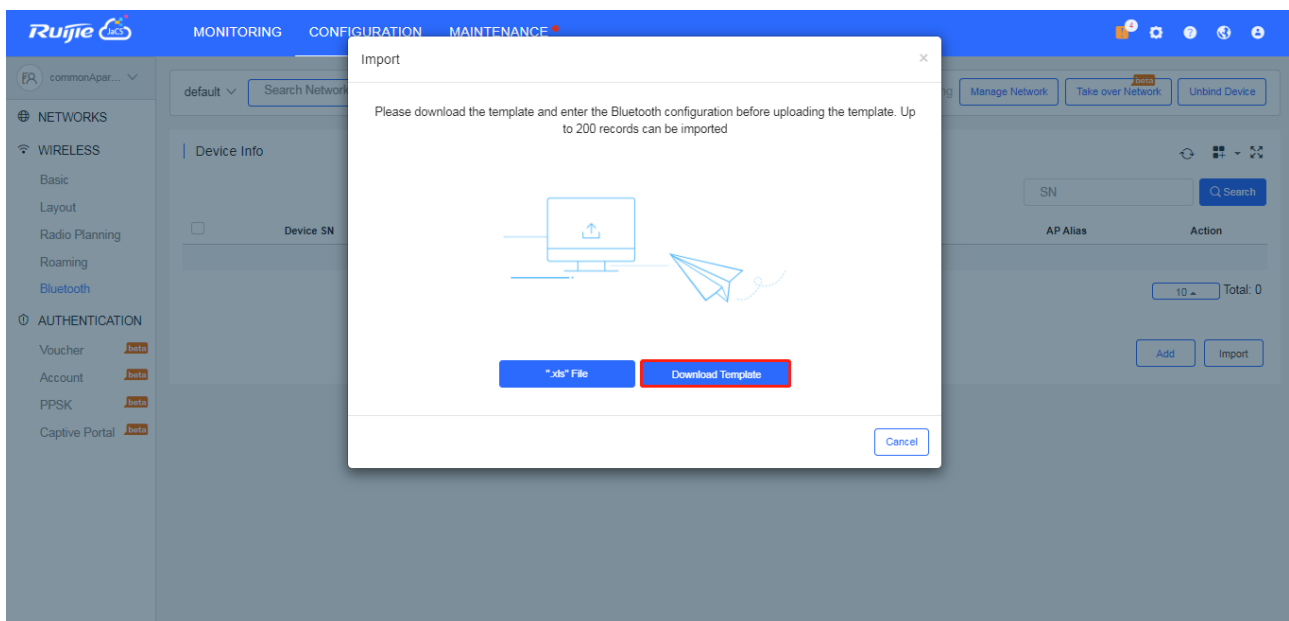 Ruijie JaCS
MONITORING CONFIGURATION MAINTENANCE
4
commonApar...
default
Search Network
Manage Network
Take over Network
beta
Unbind Device
NETWORKS
WIRELESS
Basic
Layout
Radio Planning
Roaming
Bluetooth
AUTHENTICATION
Voucher beta
Account beta
PPSK beta
Captive Portal beta
Device Info
SN
Search
Device SN
AP Alias
Action
10
Total: 0
Add
Import
Import
×
Please download the template and enter the Bluetooth configuration before uploading the template. Up
to 200 records can be imported
".xls" File
Download Template
Cancel